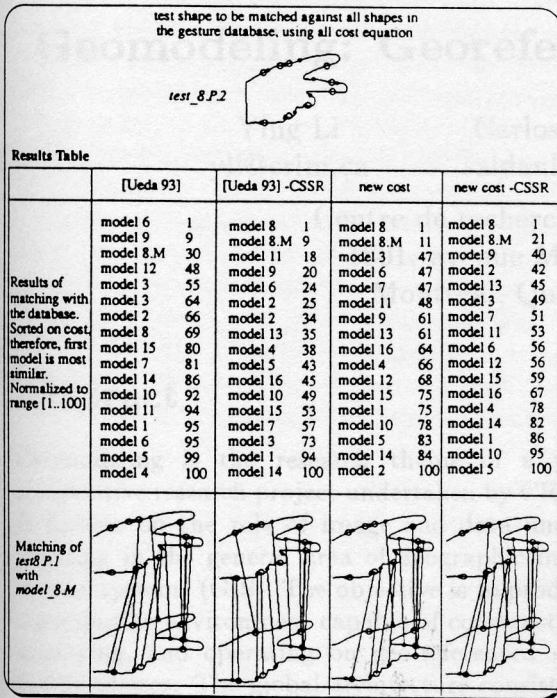 test shape to be matched against all shapes in
the gesture database, using all cost equation
test_8.P.2
Results Table
[Ueda 93] [Ueda 93] -CSSR new cost new cost -CSSR
Results of
matching with
the database.
Sorted on cost,
therefore, first
model is most
similar.
Normalized to
range [1..100]
model 6 1
model 9 9
model 8.M 30
model 12 48
model 3 55
model 3 64
model 2 66
model 8 69
model 15 80
model 7 81
model 14 86
model 10 92
model 11 94
model 1 95
model 6 95
model 5 99
model 4 100
model 8 1
model 8.M 9
model 11 18
model 9 20
model 6 24
model 2 25
model 2 34
model 13 35
model 4 38
model 5 43
model 16 45
model 10 49
model 15 53
model 7 57
model 3 73
model 14 100
model 8 1
model 8.M 11
model 11 47
model 6 47
model 11 48
model 9 61
model 13 61
model 16 64
model 4 66
model 12 68
model 15 75
model 1 75
model 10 78
model 5 83
model 14 84
model 2 100
model 8 1
model 8.M 21
model 9 40
model 2 42
model 13 45
model 1 49
model 7 51
model 11 53
model 6 56
model 12 56
model 15 59
model 16 67
model 4 78
model 14 82
model 1 86
model 10 95
model 5 100
Matching of
test8.P.1
with
model_8.M